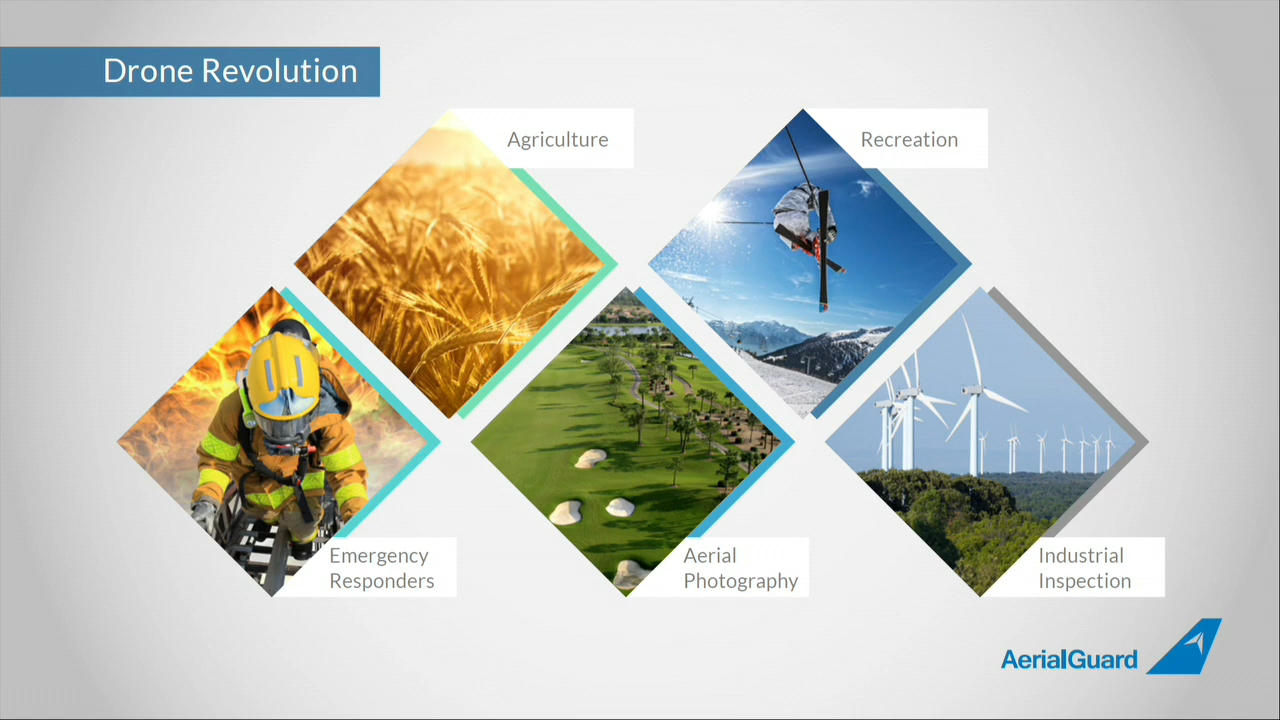 Drone Revolution
Agriculture
Recreation
Emergency
Responders
Aerial
Photography
Industrial
Inspection
AerialGuard